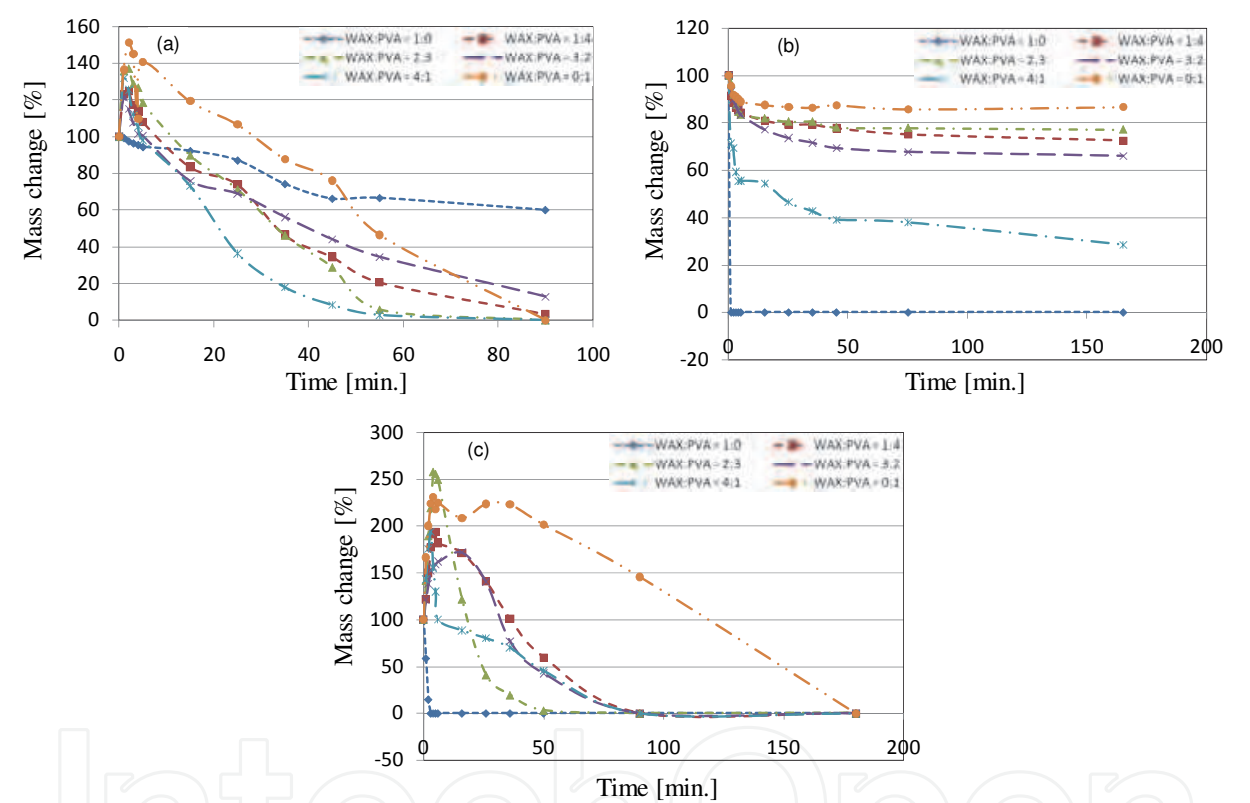 (a)
WAX:PVA = 1:0
WAX:PVA = 1:4
WAX:PVA = 2:3
WAX:PVA = 3:2
WAX:PVA = 4:1
WAX:PVA = 0:1
160
140
120
100
80
60
40
20
0
Mass change [%]
0 20 40 60 80 100
Time [min.]
(b)
WAX:PVA = 1:0
WAX:PVA = 1:4
WAX:PVA = 2:3
WAX:PVA = 3:2
WAX:PVA = 4:1
WAX:PVA = 0:1
120
100
80
60
40
20
0
-20
Mass change [%]
0 50 100 150 200
Time [min.]
(c)
WAX:PVA = 1:0
WAX:PVA = 1:4
WAX:PVA = 2:3
WAX:PVA = 3:2
WAX:PVA = 4:1
WAX:PVA = 0:1
300
250
200
150
100
50
0
-50
Mass change [%]
0 50 100 150 200
Time [min.]
IntechOpen